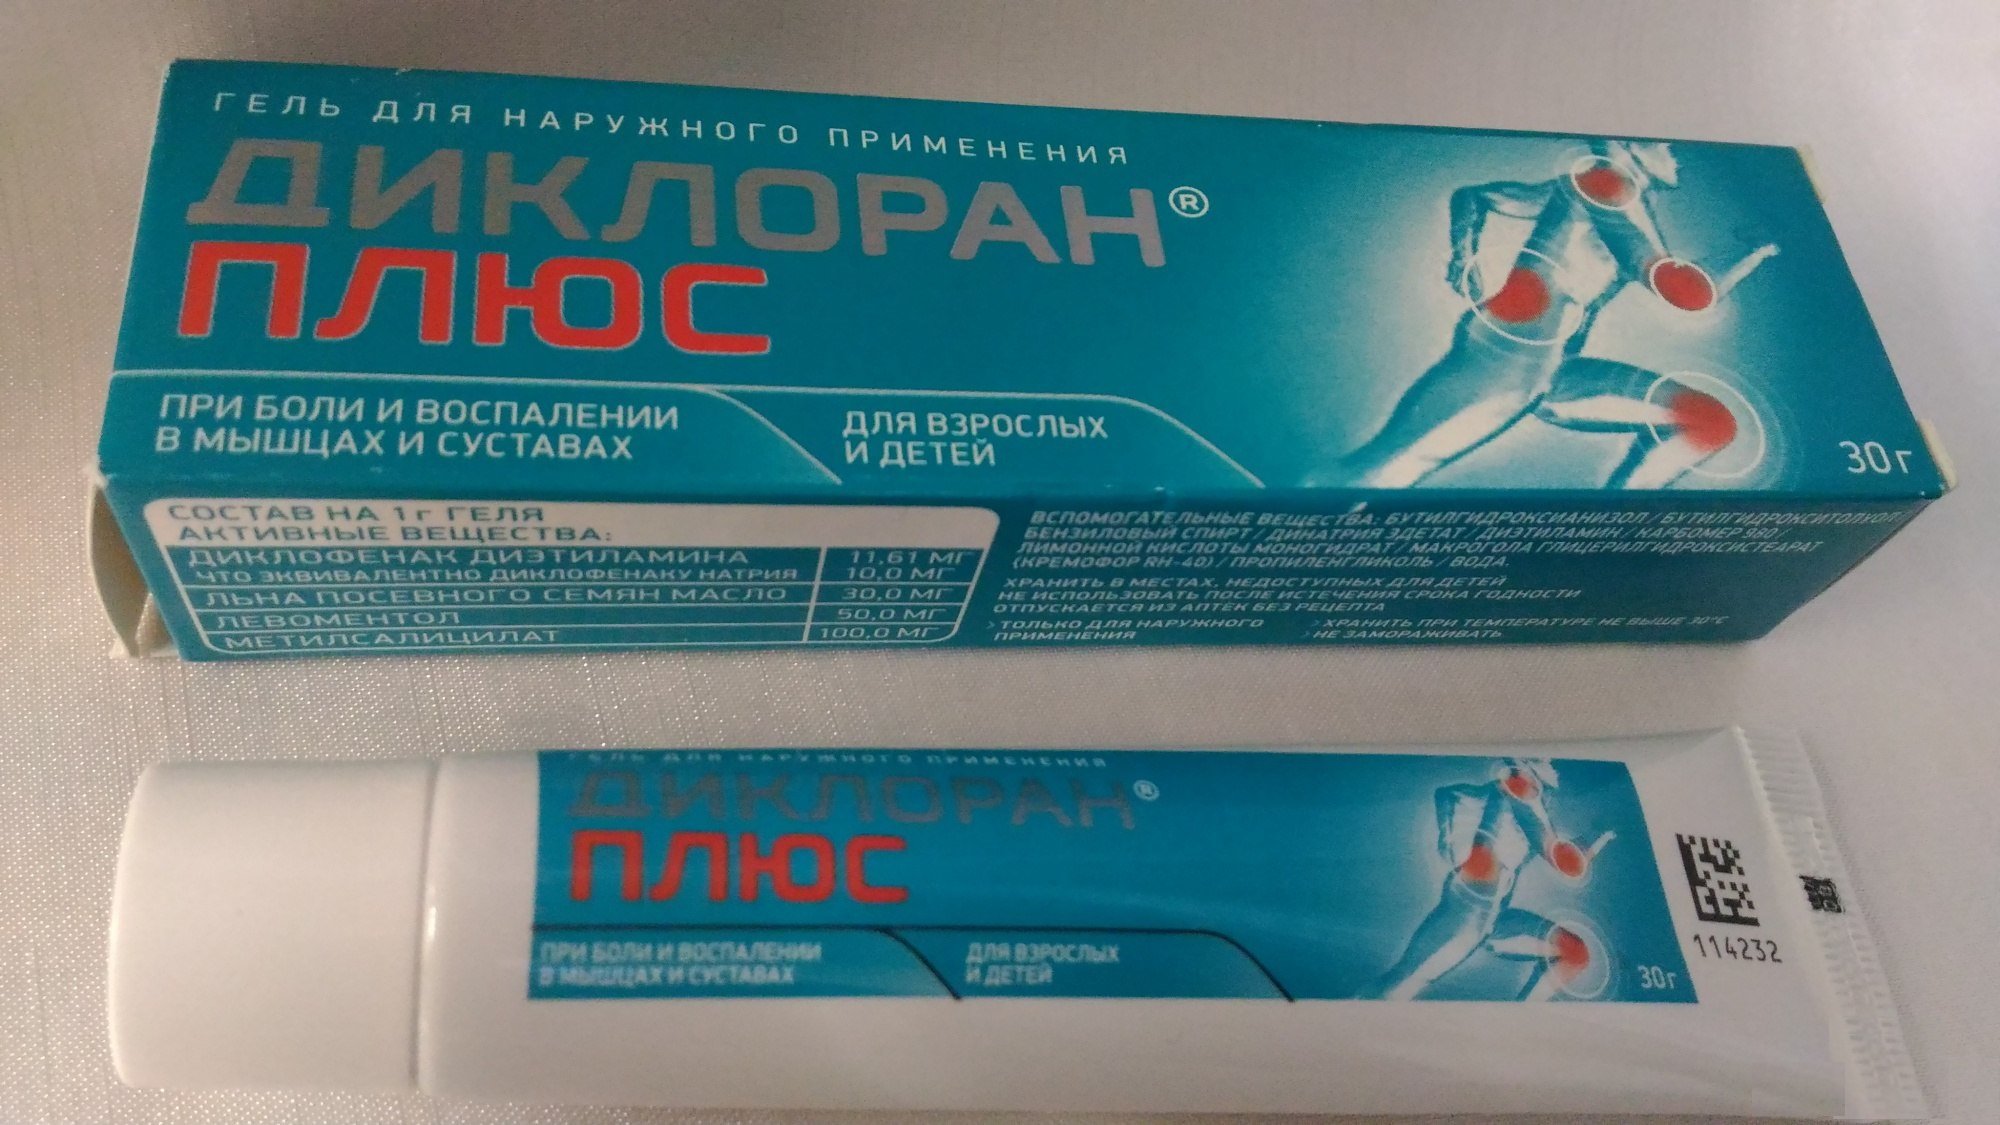 ГЕЛЬ ДЛЯ НАРУЖНОГО ПРИМЕНЕНИЯ
ДИКЛОРАН®
ПЛЮС
ПРИ БОЛИ И ВОСПАЛЕНИИ
В МЫШЦАХ И СУСТАВАХ
ДЛЯ ВЗРОСЛЫХ
И ДЕТЕЙ
30 г
СОСТАВ НА 1 г ГЕЛЯ
АКТИВНЫЕ ВЕЩЕСТВА:
ДИКЛОФЕНАК ДИЭТИЛАМИНА 11,61 МГ
ЧТО ЭКВИВАЛЕНТНО ДИКЛОФЕНАКУ НАТРИЯ 10,0 МГ
ЛЬНА ПОСЕВНОГО СЕМЯН МАСЛО 30,0 МГ
ЛЕВОМЕНТОЛ 50,0 МГ
МЕТИЛСАЛИЦИЛАТ 100,0 МГ
ВСПОМОГАТЕЛЬНЫЕ ВЕЩЕСТВА: БУТИЛГИДРОКСИАНИЗОЛ / БУТИЛГИДРОКСИТОЛУОЛ
БЕНЗИЛОВЫЙ СПИРТ / ДИНАТРИЯ ЭДЕТАТ / ДИЭТИЛАМИН / КАРБОМЕР 980 /
ЛИМОННОЙ КИСЛОТЫ МОНОГИДРАТ / МАКРОГОЛА ГЛИЦЕРИЛГИДРОКСИСТЕАРАТ
(КРЕМОФОР RH-40) / ПРОПИЛЕНГЛИКОЛЬ / ВОДА.
ХРАНИТЬ В МЕСТАХ, НЕДОСТУПНЫХ ДЛЯ ДЕТЕЙ
НЕ ИСПОЛЬЗОВАТЬ ПОСЛЕ ИСТЕЧЕНИЯ СРОКА ГОДНОСТИ
ОТПУСКАЕТСЯ ИЗ АПТЕК БЕЗ РЕЦЕПТА
› ТОЛЬКО ДЛЯ НАРУЖНОГО
ПРИМЕНЕНИЯ
› ХРАНИТЬ ПРИ ТЕМПЕРАТУРЕ НЕ ВЫШЕ 30°C
› НЕ ЗАМОРАЖИВАТЬ
ГЕЛЬ ДЛЯ НАРУЖНОГО ПРИМЕНЕНИЯ
ДИКЛОРАН®
ПЛЮС
ПРИ БОЛИ И ВОСПАЛЕНИИ
В МЫШЦАХ И СУСТАВАХ
ДЛЯ ВЗРОСЛЫХ
И ДЕТЕЙ
30 г
114232